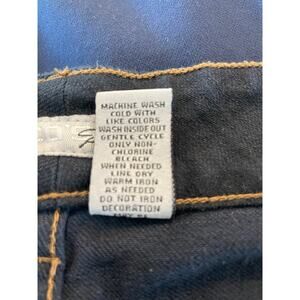 MACHINE WASH
COLD WITH
LIKE COLORS
WASH INSIDE OUT
GENTLE CYCLE
ONLY NON-
CHLORINE
BLEACH
WHEN NEEDED
LINE DRY
WARM IRON
AS NEEDED
DO NOT IRON
DECORATION